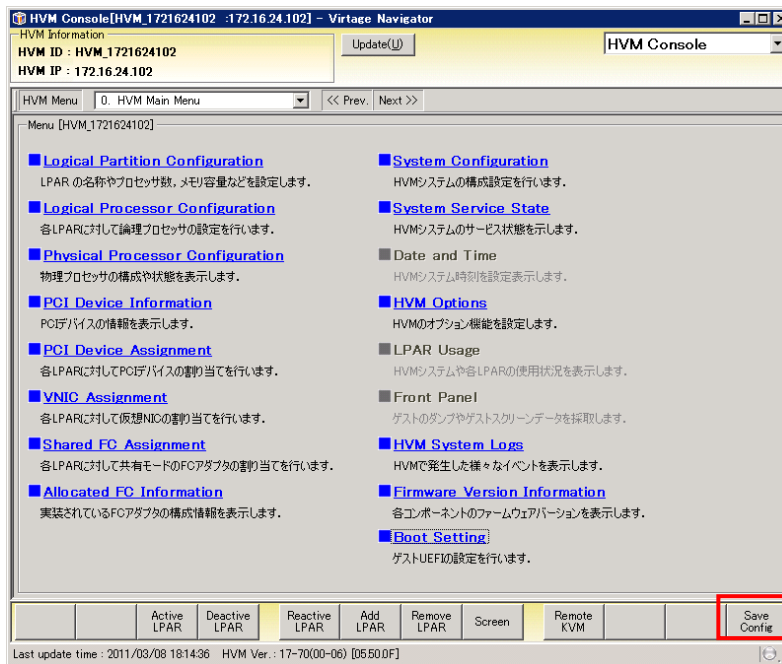 HVM Console[HVM_1721624102 :172.16.24.102] - Virtage Navigator
HVM Information
HVM ID : HVM_1721624102
HVM IP : 172.16.24.102
Update(U)
HVM Console
HVM Menu
0. HVM Main Menu
<< Prev.
Next >>
Menu [HVM_1721624102]
Logical Partition Configuration
LPAR の名称やプロセッサ数, メモリ容量などを設定します.
Logical Processor Configuration
各LPARに対して論理プロセッサの設定を行います.
Physical Processor Configuration
物理プロセッサの構成や状態を表示します.
PCI Device Information
PCIデバイスの情報を表示します.
PCI Device Assignment
各LPARに対してPCIデバイスの割り当てを行います.
VNIC Assignment
各LPARに対して仮想NICの割り当てを行います.
Shared FC Assignment
各LPARに対して共有モードのFCアダプタの割り当てを行います.
Allocated FC Information
実装されているFCアダプタの構成情報を表示します.
System Configuration
HVMシステムの構成設定を行います.
System Service State
HVMシステムのサービス状態を示します.
Date and Time
HVMシステム時刻を設定表示します.
HVM Options
HVMのオプション機能を設定します.
LPAR Usage
HVMシステムや各LPARの使用状況を表示します.
Front Panel
ゲストのダンプやゲストスクリーンデータを採取します.
HVM System Logs
HVMで発生した様々なイベントを表示します.
Firmware Version Information
各コンポーネントのファームウェアバージョンを表示します.
Boot Setting
ゲストUEFIの設定を行います.
Active LPAR
Deactive LPAR
Reactive LPAR
Add LPAR
Remove LPAR
Screen
Remote KVM
Save Config
Last update time : 2011/03/08 18:14:36 HVM Ver. : 17-70(00-06) [05.50.0F]